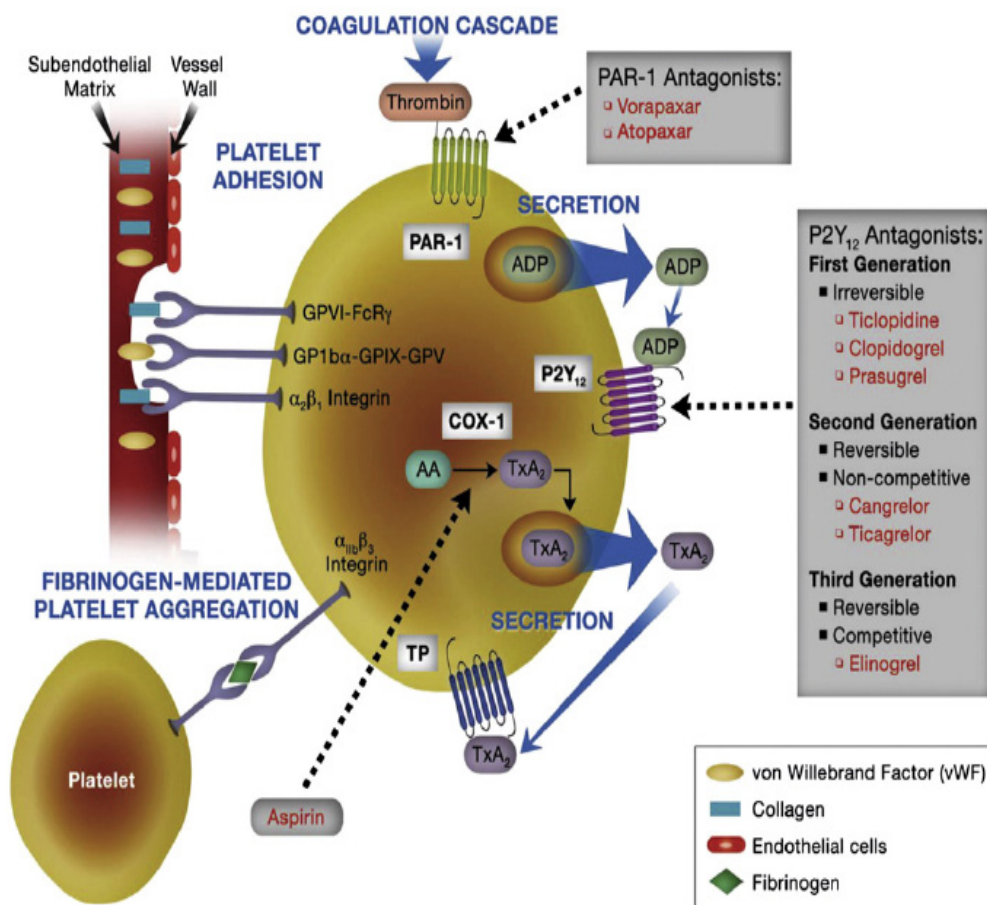 COAGULATION CASCADE
Subendothelial
Matrix
Vessel
Wall
Thrombin
PAR-1 Antagonists:
Vorapaxar
Atopaxar
PLATELET
ADHESION
PAR-1
SECRETION
ADP
ADP
ADP
P2Y12
GPVI-FcRγ
GP1bα-GPIX-GPV
α2β1 Integrin
P2Y12 Antagonists:
First Generation
Irreversible
Ticlopidine
Clopidogrel
Prasugrel
Second Generation
Reversible
Non-competitive
Cangrelor
Ticagrelor
Third Generation
Reversible
Competitive
Elinogrel
COX-1
AA
TxA2
TxA2
TxA2
αIIbβ3
Integrin
FIBRINOGEN-MEDIATED
PLATELET AGGREGATION
SECRETION
TP
TxA2
Platelet
Aspirin
von Willebrand Factor (vWF)
Collagen
Endothelial cells
Fibrinogen